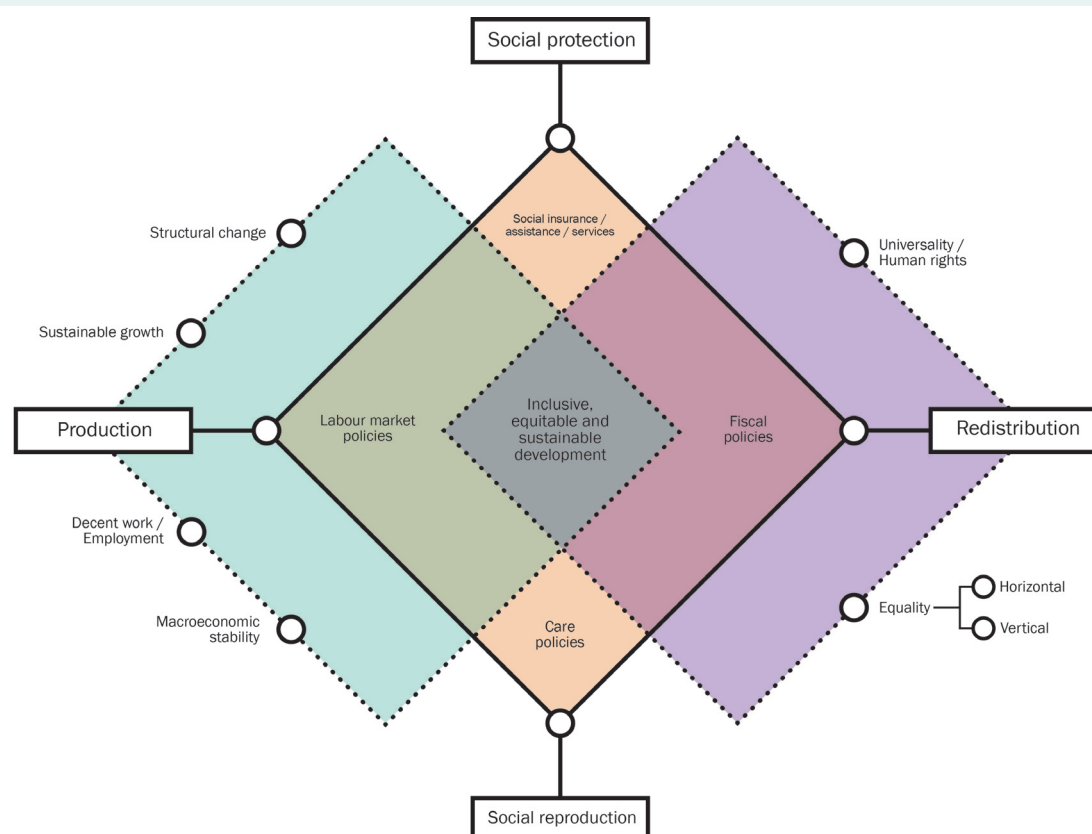 Social protection
Social insurance /
assistance / services
Structural change
Universality /
Human rights
Sustainable growth
Production
Labour market
policies
Inclusive,
equitable and
sustainable
development
Fiscal
policies
Redistribution
Decent work /
Employment
Macroeconomic
stability
Care
policies
Equality
Horizontal
Vertical
Social reproduction